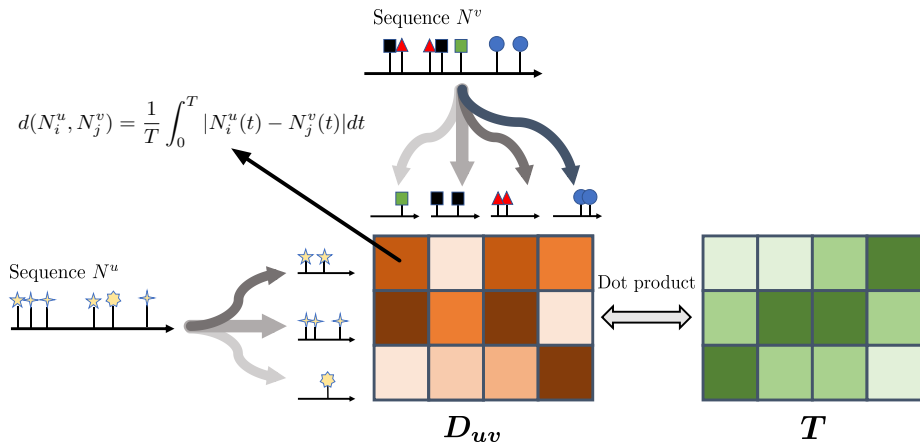 Sequence $N^v$
$d(N_i^u, N_j^v) = \frac{1}{T} \int_0^T |N_i^u(t) - N_j^v(t)| dt$
Sequence $N^u$
Dot product
$D_{uv}$
$T$